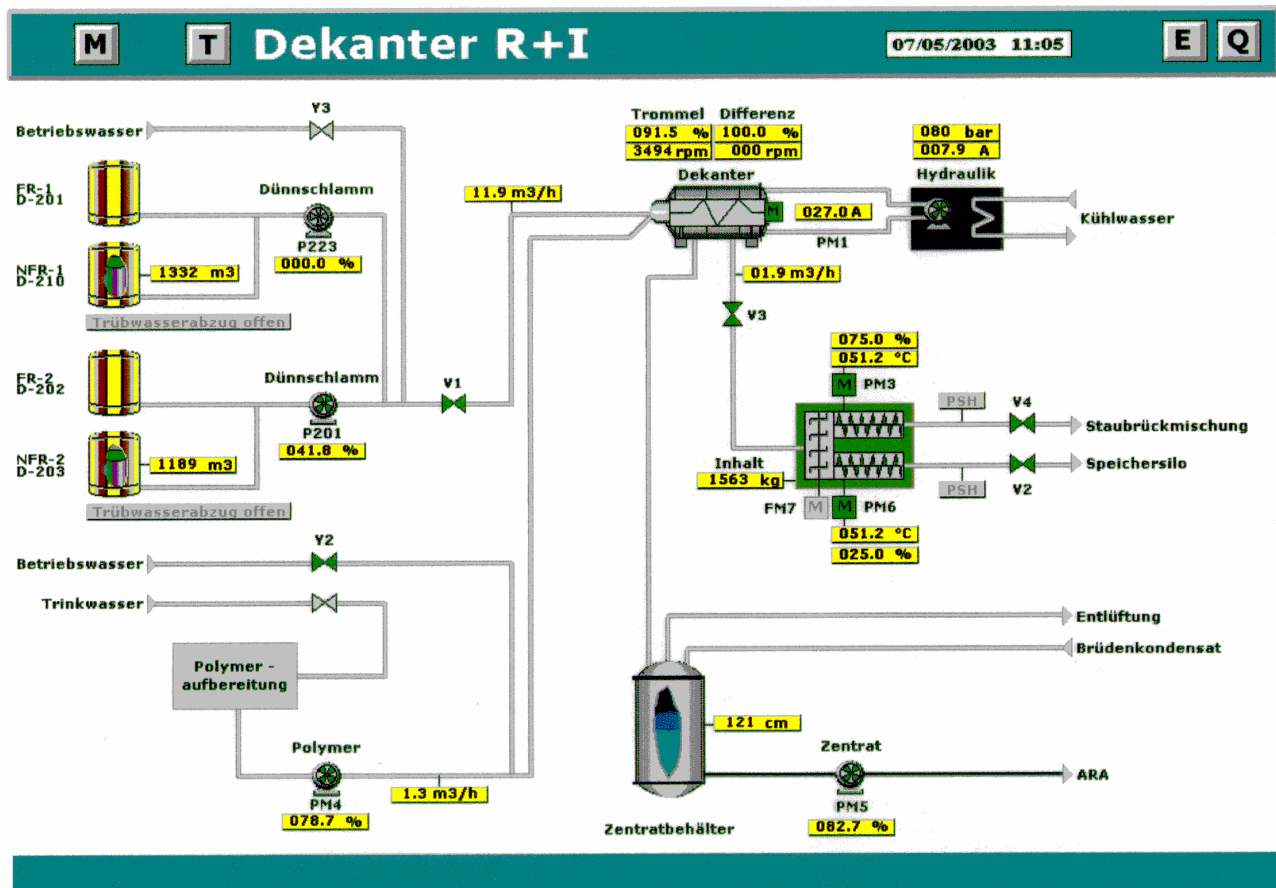 M
T
Dekanter R+I
07/05/2003 11:05
E
Q
Betriebswasser
Y3
FR-1
D-201
Dünnschlamm
P223
000.0 %
NFR-1
D-210
1332 m3
Trübwasserabzug offen
FR-2
D-202
Dünnschlamm
P201
041.8 %
NFR-2
D-203
1189 m3
Trübwasserabzug offen
V1
11.9 m3/h
Trommel
091.5 %
3494 rpm
Differenz
100.0 %
000 rpm
Dekanter
M
027.0 A
PM1
080 bar
007.9 A
Hydraulik
Kühlwasser
01.9 m3/h
V3
075.0 %
051.2 °C
M
PM3
PSH
V4
Staubrückmischung
Inhalt
1563 kg
PSH
V2
Speichersilo
FM7
M
M
PM6
051.2 °C
025.0 %
Betriebswasser
Y2
Trinkwasser
Polymer -
aufbereitung
Polymer
PM4
078.7 %
1.3 m3/h
Entlüftung
Brüdenkondensat
121 cm
Zentratbehälter
Zentrat
PM5
082.7 %
ARA